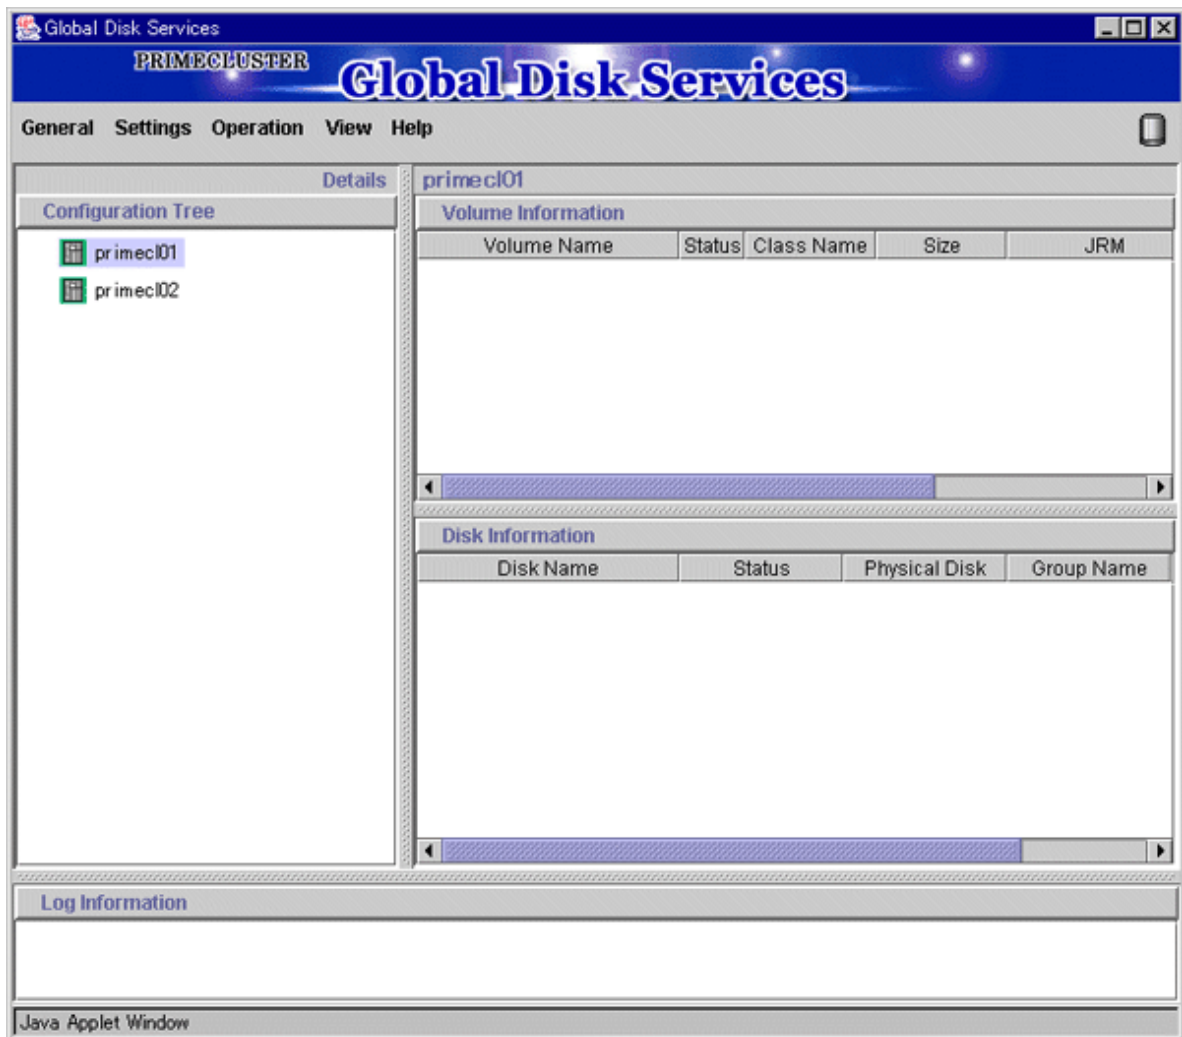 Global Disk Services
PRIMECLUSTER
Global Disk Services
General Settings Operation View Help
Details
Configuration Tree
primecl01
primecl02
primecl01
Volume Information
Volume Name Status Class Name Size JRM
Disk Information
Disk Name Status Physical Disk Group Name
Log Information
Java Applet Window